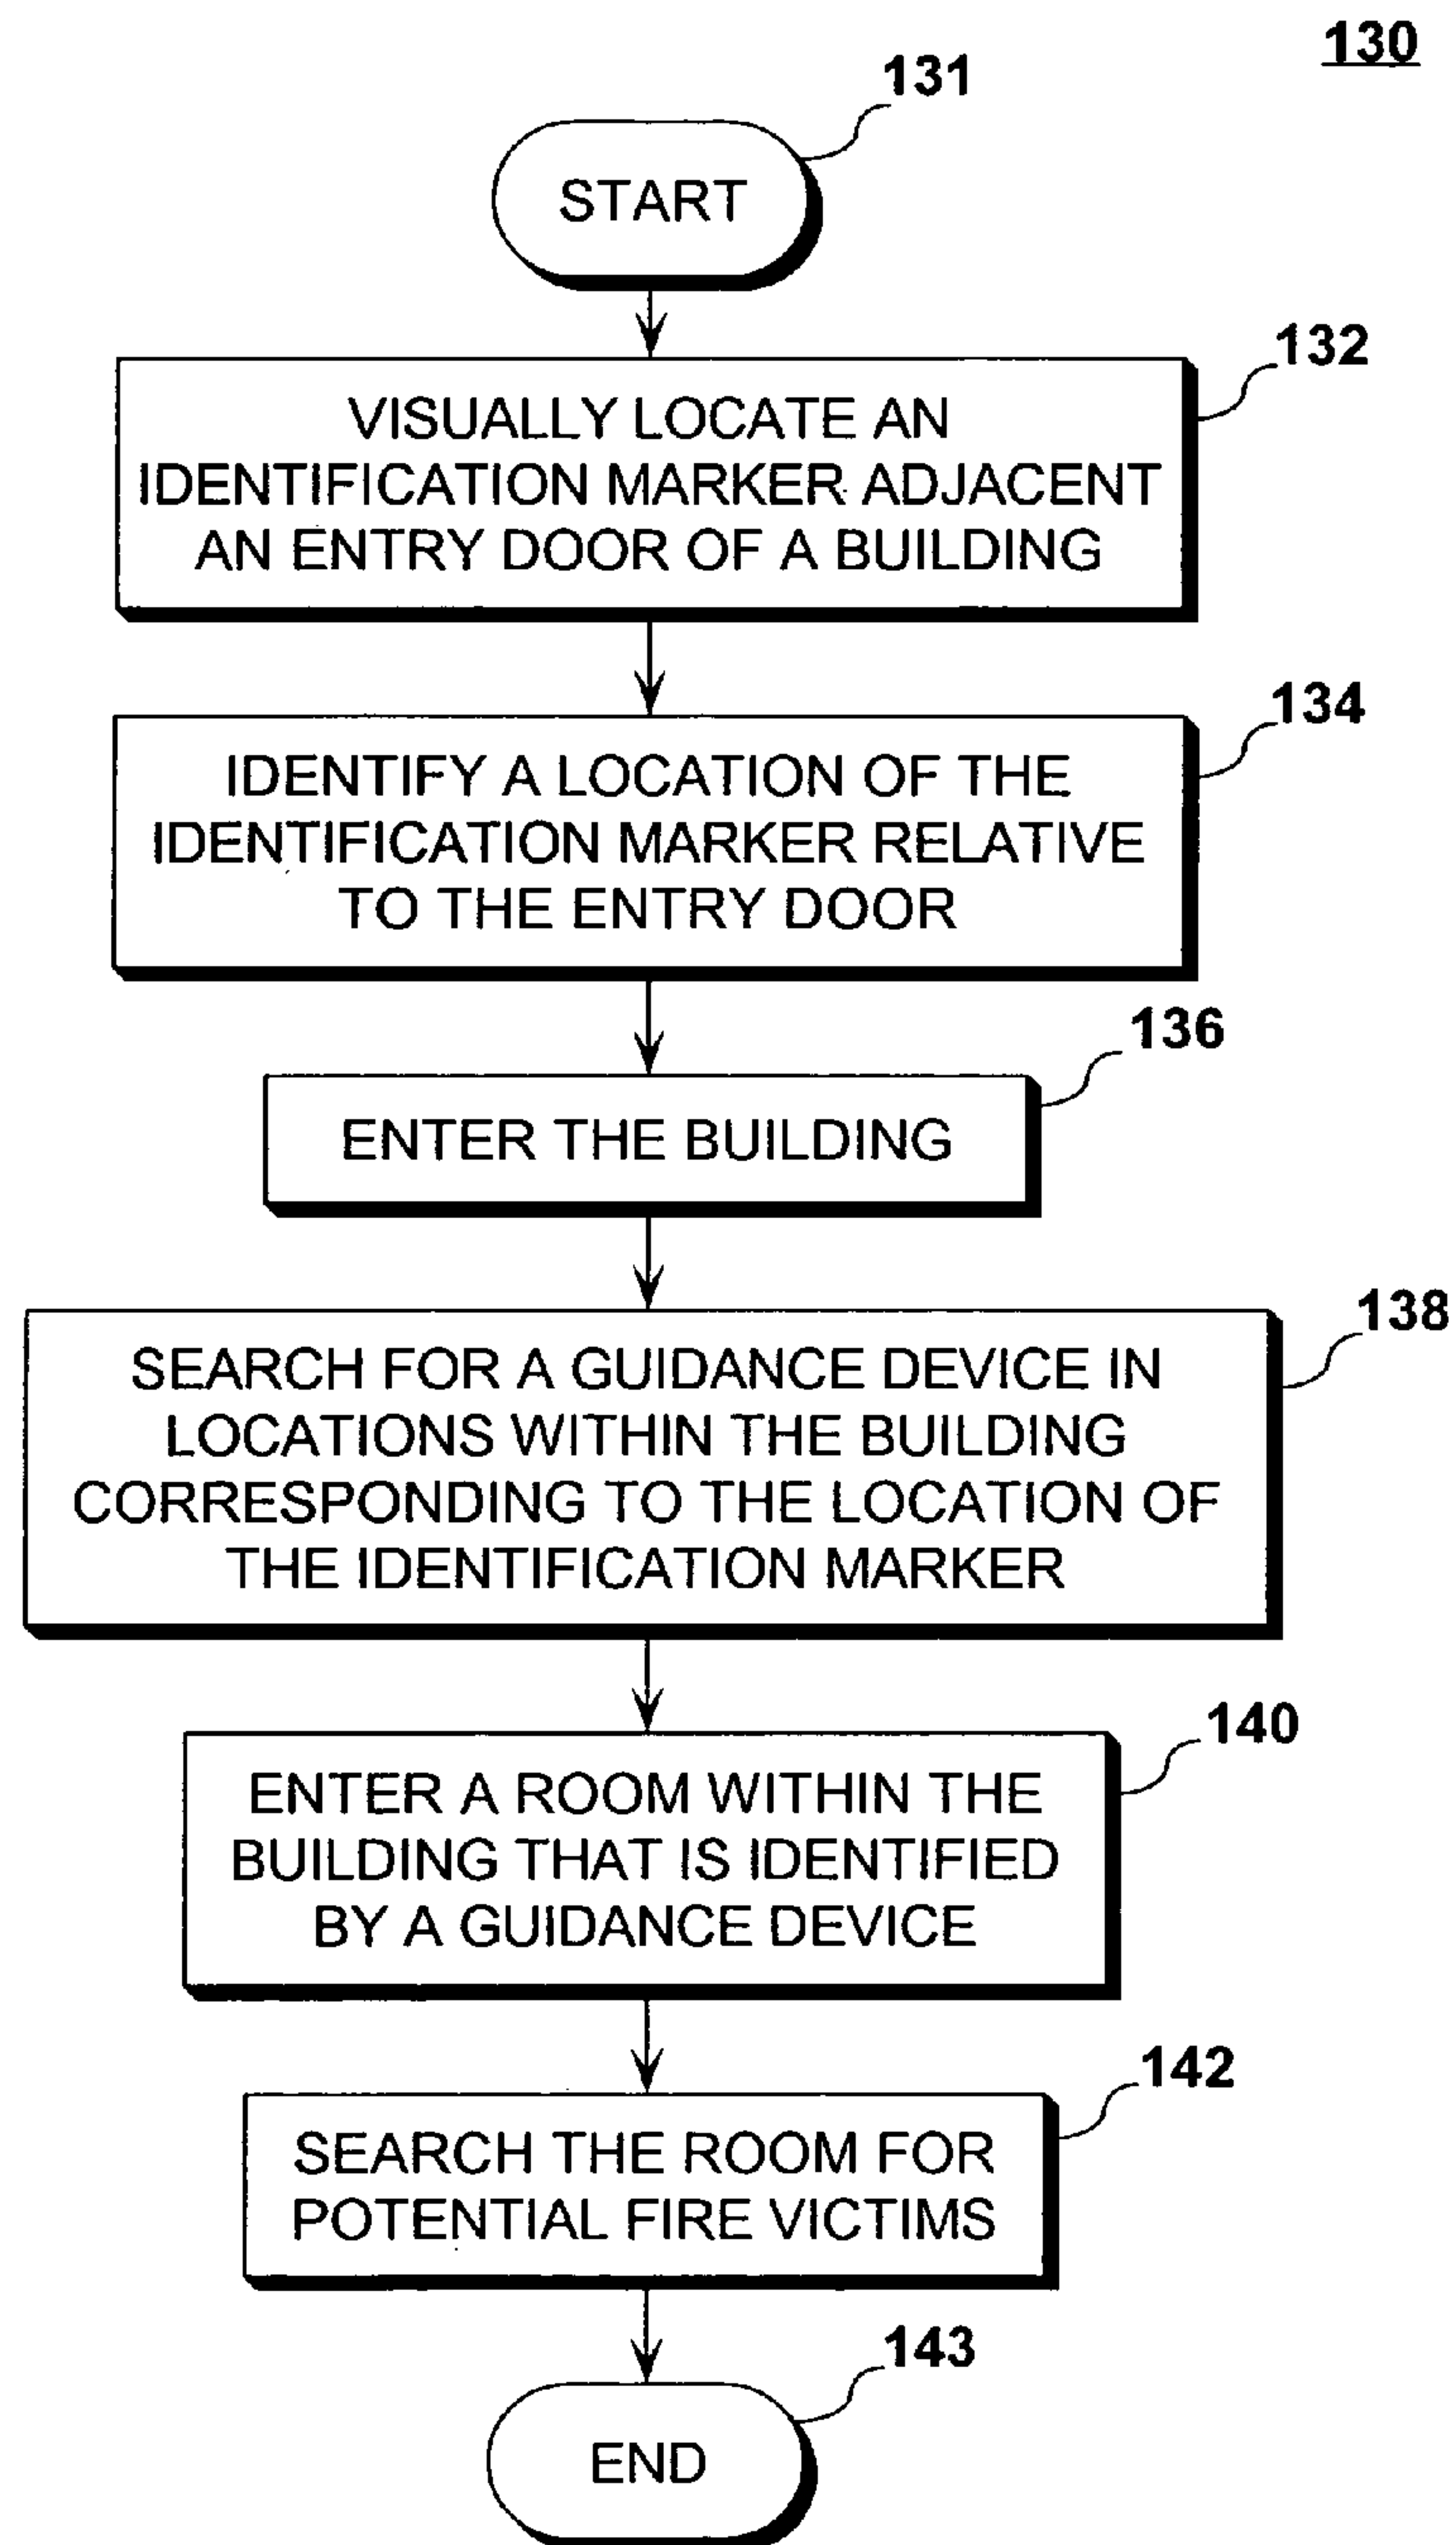 130
131
START
132
VISUALLY LOCATE AN
IDENTIFICATION MARKER ADJACENT
AN ENTRY DOOR OF A BUILDING
134
IDENTIFY A LOCATION OF THE
IDENTIFICATION MARKER RELATIVE
TO THE ENTRY DOOR
136
ENTER THE BUILDING
138
SEARCH FOR A GUIDANCE DEVICE IN
LOCATIONS WITHIN THE BUILDING
CORRESPONDING TO THE LOCATION OF
THE IDENTIFICATION MARKER
140
ENTER A ROOM WITHIN THE
BUILDING THAT IS IDENTIFIED
BY A GUIDANCE DEVICE
142
SEARCH THE ROOM FOR
POTENTIAL FIRE VICTIMS
143
END